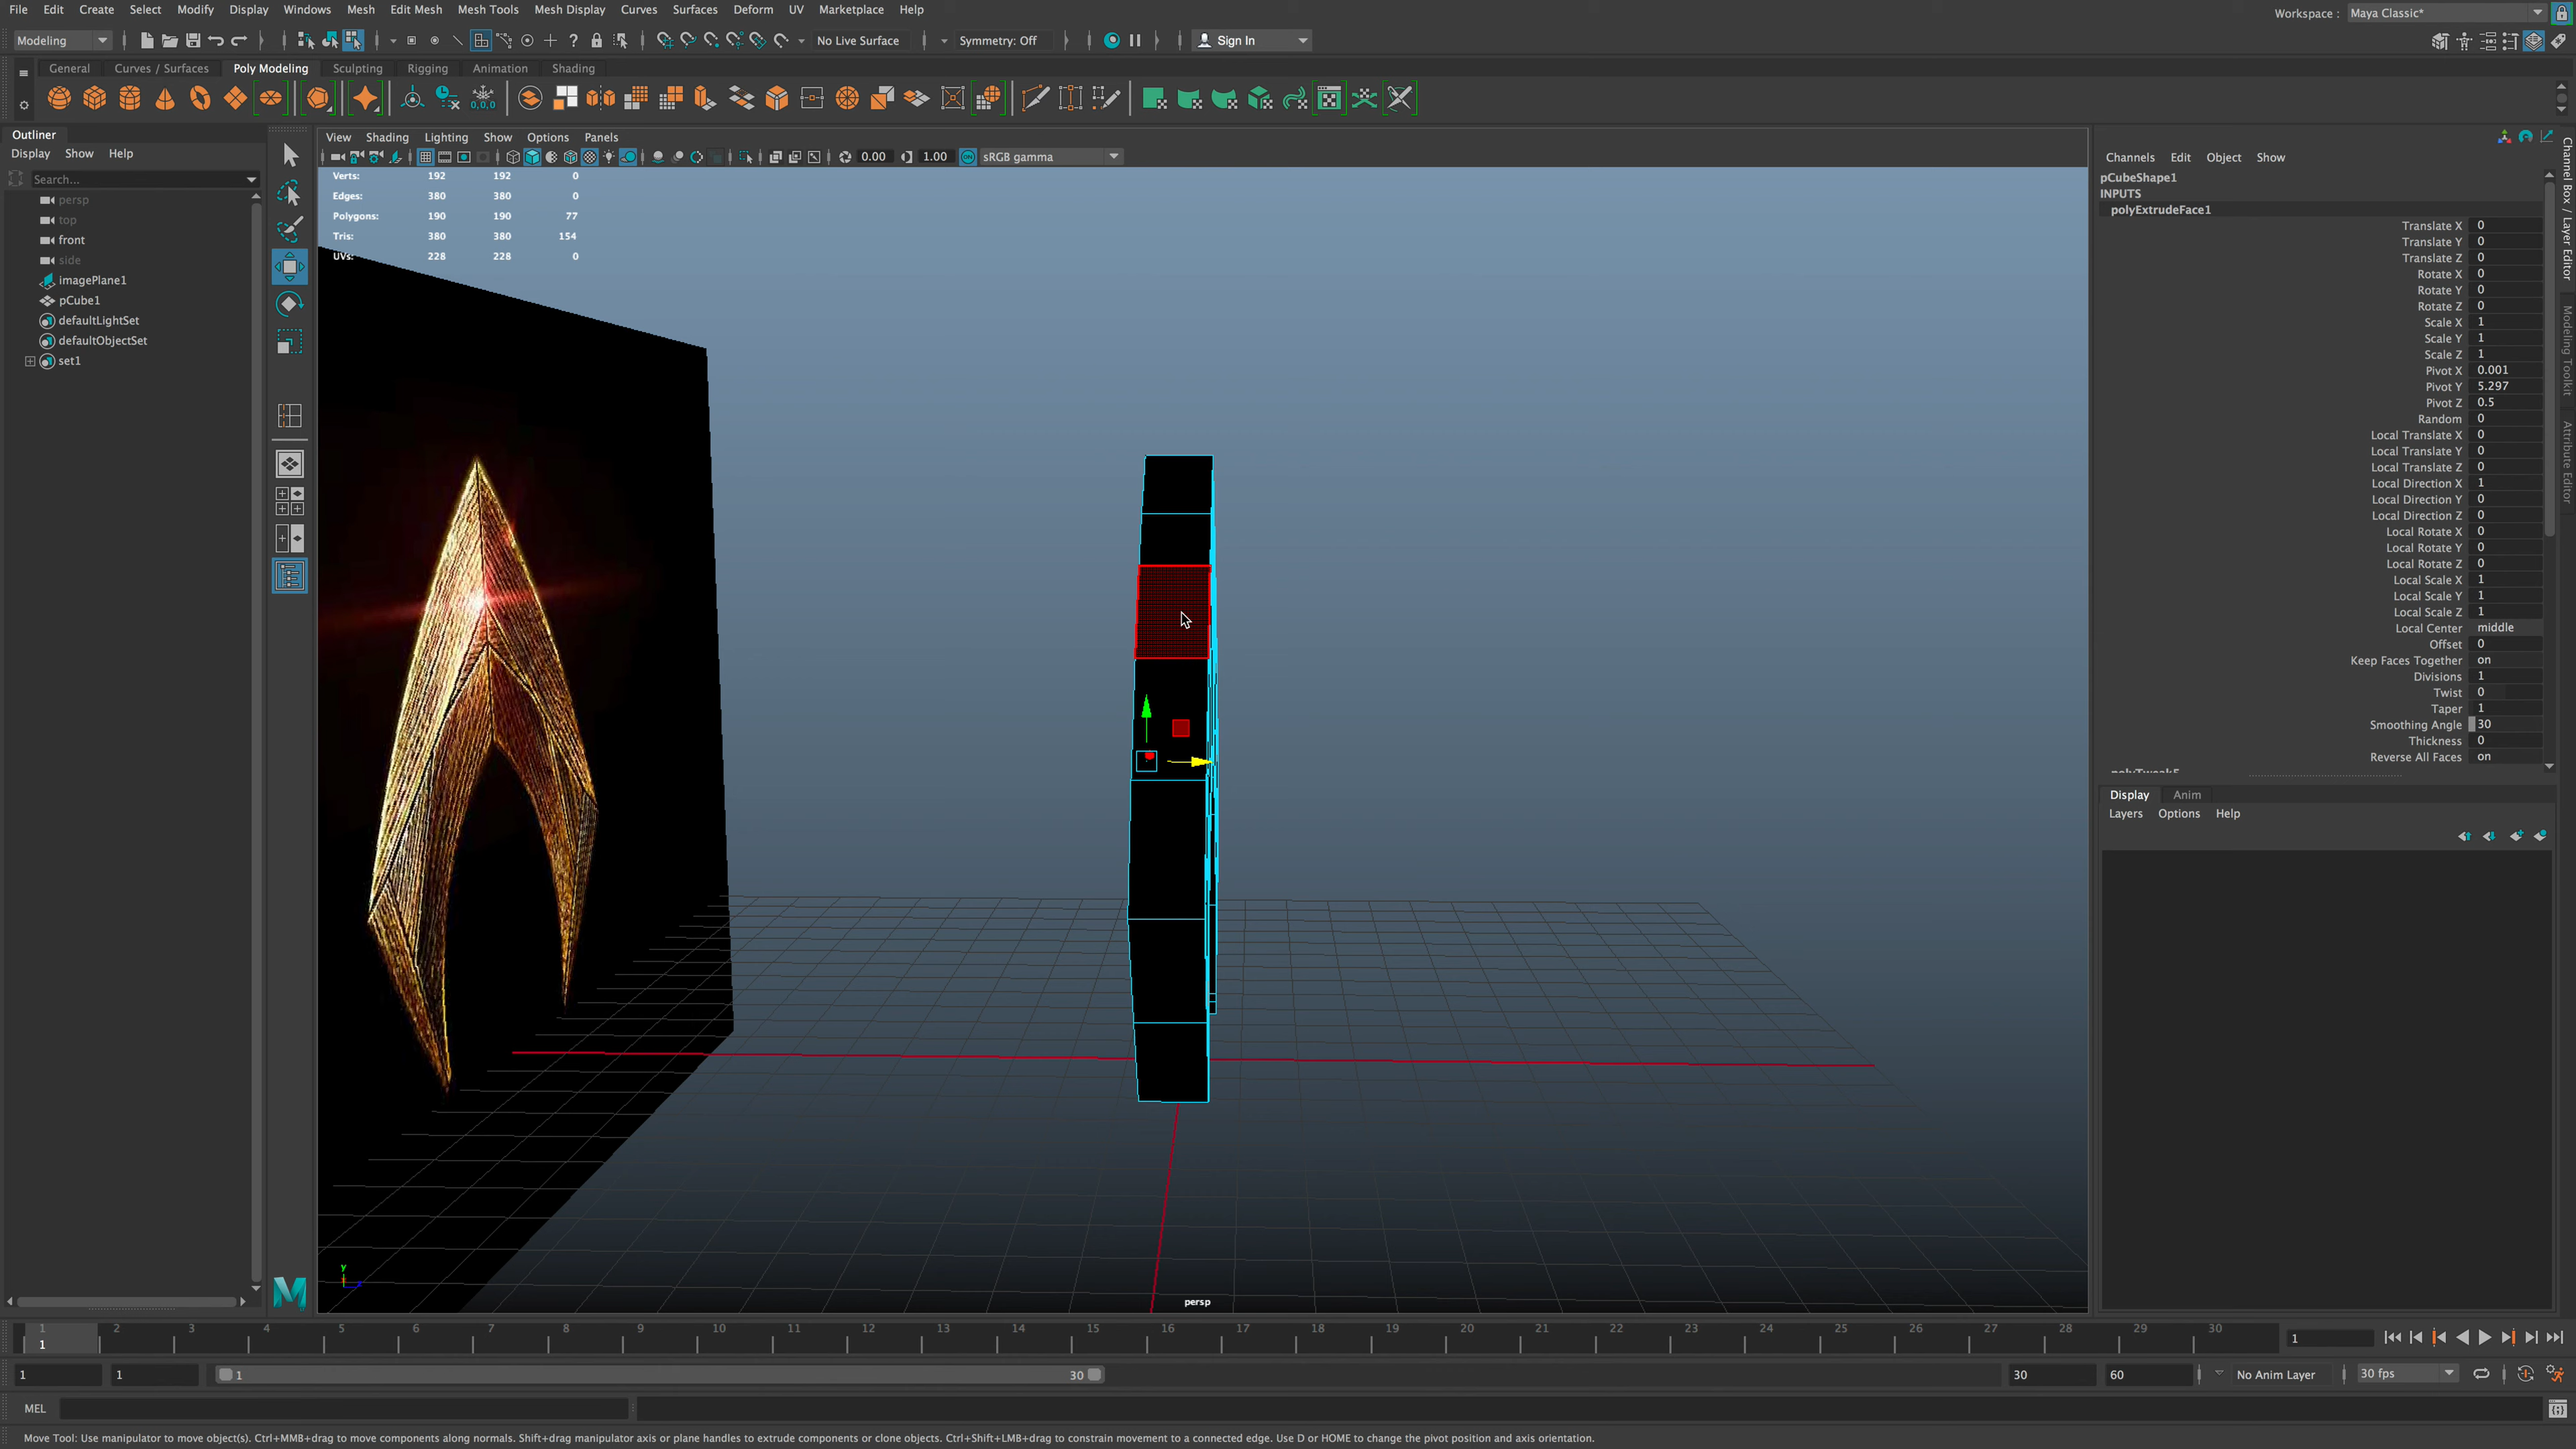 File Edit Create Select Modify Display Windows Mesh Edit Mesh Mesh Tools Mesh Display Curves Surfaces Deform UV Marketplace Help
Workspace : Maya Classic*
Modeling
No Live Surface
Symmetry: Off
Sign In
General Curves / Surfaces Poly Modeling Sculpting Rigging Animation Shading
0,0,0
Outliner
Display Show Help
Search...
persp
top
front
side
imagePlane1
pCube1
defaultLightSet
defaultObjectSet
set1
View Shading Lighting Show Options Panels
0.00 1.00 ON sRGB gamma
Verts: 192 192 0
Edges: 380 380 0
Polygons: 190 190 77
Tris: 380 380 154
UVs: 228 228 0
y
persp
Channels Edit Object Show
pCubeShape1
INPUTS
polyExtrudeFace1
Translate X 0
Translate Y 0
Translate Z 0
Rotate X 0
Rotate Y 0
Rotate Z 0
Scale X 1
Scale Y 1
Scale Z 1
Pivot X 0.001
Pivot Y 5.297
Pivot Z 0.5
Random 0
Local Translate X 0
Local Translate Y 0
Local Translate Z 0
Local Direction X 1
Local Direction Y 0
Local Direction Z 0
Local Rotate X 0
Local Rotate Y 0
Local Rotate Z 0
Local Scale X 1
Local Scale Y 1
Local Scale Z 1
Local Center middle
Offset 0
Keep Faces Together on
Divisions 1
Twist 0
Taper 1
Smoothing Angle 30
Thickness 0
Reverse All Faces on
polyTweak5
Channel Box / Layer Editor
Modeling Toolkit
Attribute Editor
Display Anim
Layers Options Help
1 2 3 4 5 6 7 8 9 10 11 12 13 14 15 16 17 18 19 20 21 22 23 24 25 26 27 28 29 30
1
1
1 1 1 30 30 60 No Anim Layer 30 fps
MEL
Move Tool: Use manipulator to move object(s). Ctrl+MMB+drag to move components along normals. Shift+drag manipulator axis or plane handles to extrude components or clone objects. Ctrl+Shift+LMB+drag to constrain movement to a connected edge. Use D or HOME to change the pivot position and axis orientation.